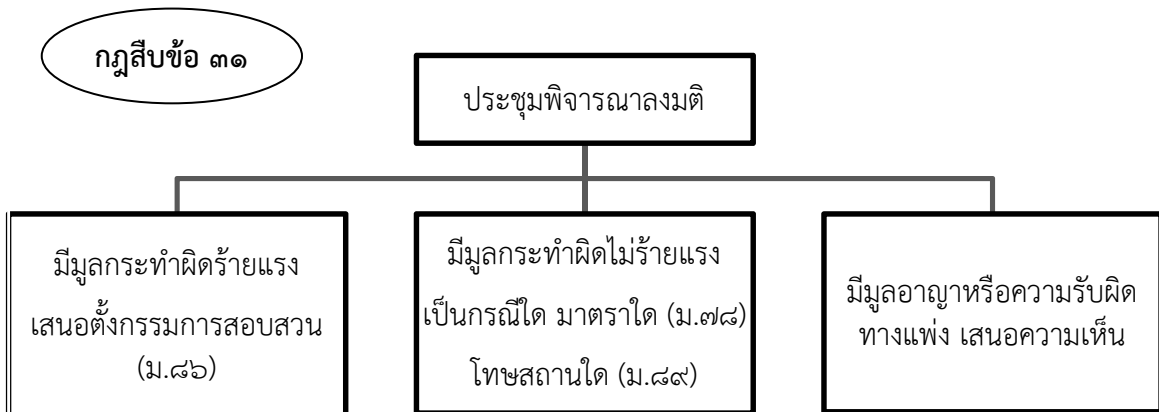 กฎสืบข้อ ๓๑
ประชุมพิจารณาลงมติ
มีมูลกระทำผิดร้ายแรง
เสนอตั้งกรรมการสอบสวน
(ม.๘๖)
มีมูลกระทำผิดไม่ร้ายแรง
เป็นกรณีใด มาตราใด (ม.๗๘)
โทษสถานใด (ม.๘๙)
มีมูลอาญาหรือความรับผิด
ทางแพ่ง เสนอความเห็น